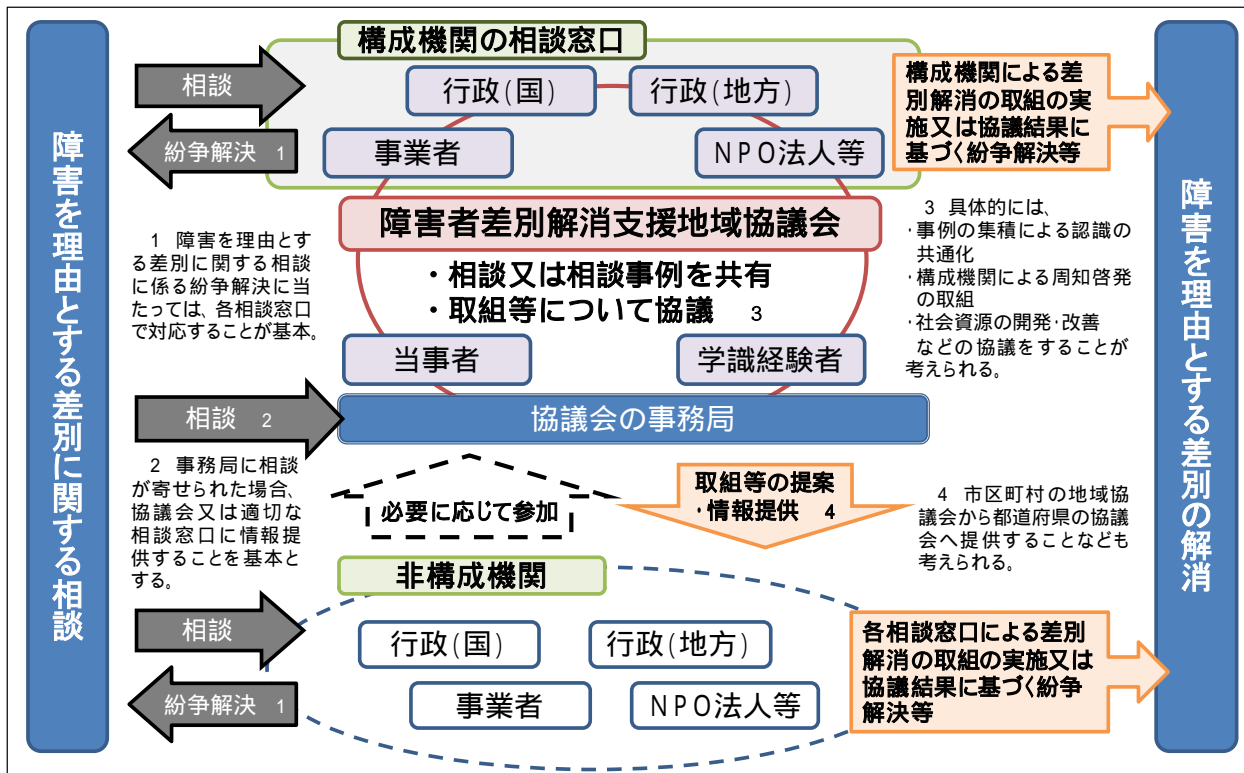 障害を理由とする差別に関する相談
構成機関の相談窓口
相談
行政(国)
行政(地方)
紛争解決 1
事業者
NPO法人等
構成機関による差
別解消の取組の実
施又は協議結果に
基づく紛争解決等
障害者差別解消支援地域協議会
・相談又は相談事例を共有
・取組等について協議 3
1 障害を理由とす
る差別に関する相談
に係る紛争解決に当
たっては、各相談窓口
で対応することが基本。
3 具体的には、
・事例の集積による認識の
共通化
・構成機関による周知啓発
の取組
・社会資源の開発・改善
などの協議をすることが
考えられる。
当事者
学識経験者
相談 2
協議会の事務局
2 事務局に相談
が寄せられた場合、
協議会又は適切な
相談窓口に情報提
供することを基本と
する。
必要に応じて参加
取組等の提案
・情報提供 4
4 市区町村の地域協
議会から都道府県の協議
会へ提供することなども
考えられる。
非構成機関
相談
行政(国)
行政(地方)
紛争解決 1
事業者
NPO法人等
各相談窓口による差別
解消の取組の実施又は
協議結果に基づく紛争
解決等
障害を理由とする差別の解消